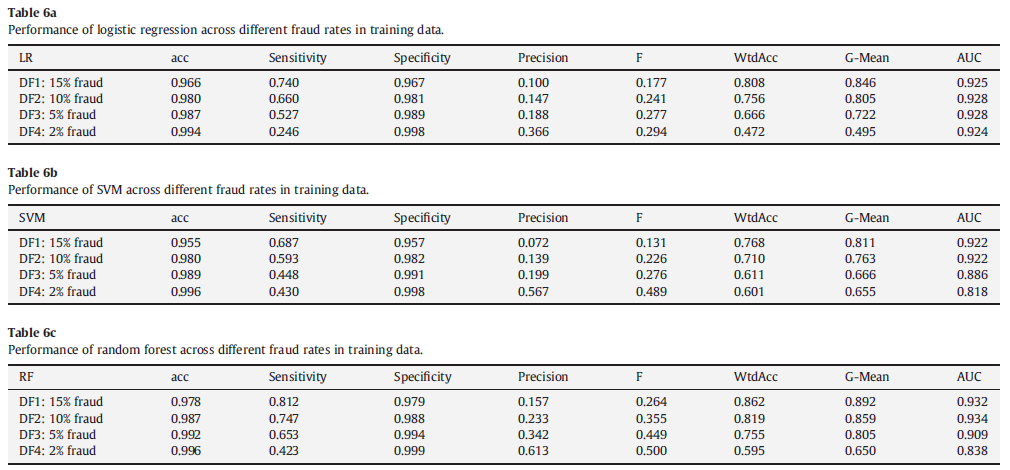 Table 6a
Performance of logistic regression across different fraud rates in training data.
LR acc Sensitivity Specificity Precision F WtdAcc G-Mean AUC
DF1: 15% fraud 0.966 0.740 0.967 0.100 0.177 0.808 0.846 0.925
DF2: 10% fraud 0.980 0.660 0.981 0.147 0.241 0.756 0.805 0.928
DF3: 5% fraud 0.987 0.527 0.989 0.188 0.277 0.666 0.722 0.928
DF4: 2% fraud 0.994 0.246 0.998 0.366 0.294 0.472 0.495 0.924
Table 6b
Performance of SVM across different fraud rates in training data.
SVM acc Sensitivity Specificity Precision F WtdAcc G-Mean AUC
DF1: 15% fraud 0.955 0.687 0.957 0.072 0.131 0.768 0.811 0.922
DF2: 10% fraud 0.980 0.593 0.982 0.139 0.226 0.710 0.763 0.922
DF3: 5% fraud 0.989 0.448 0.991 0.199 0.276 0.611 0.666 0.886
DF4: 2% fraud 0.996 0.430 0.998 0.567 0.489 0.601 0.655 0.818
Table 6c
Performance of random forest across different fraud rates in training data.
RF acc Sensitivity Specificity Precision F WtdAcc G-Mean AUC
DF1: 15% fraud 0.978 0.812 0.979 0.157 0.264 0.862 0.892 0.932
DF2: 10% fraud 0.987 0.747 0.988 0.233 0.355 0.819 0.859 0.934
DF3: 5% fraud 0.992 0.653 0.994 0.342 0.449 0.755 0.805 0.909
DF4: 2% fraud 0.996 0.423 0.999 0.613 0.500 0.595 0.650 0.838